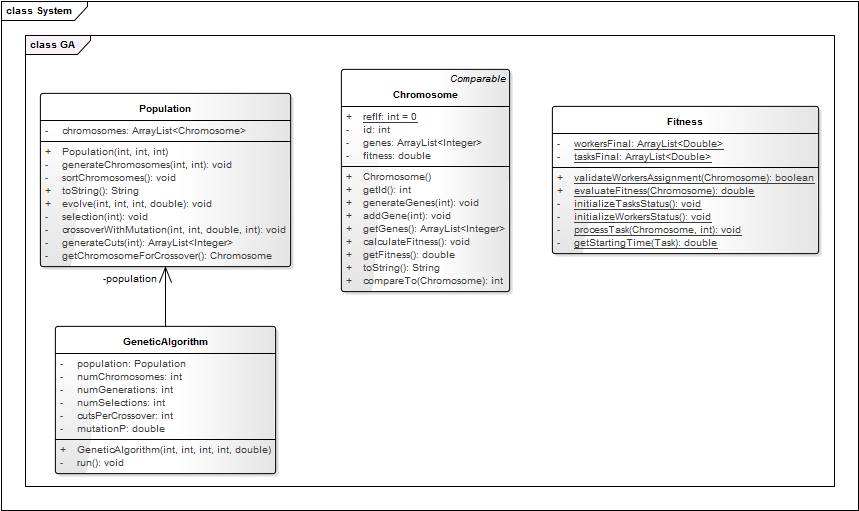 class System
class GA
Population
- chromosomes: ArrayList<Chromosome>
+ Population(int, int, int)
- generateChromosomes(int, int): void
- sortChromosomes(): void
+ toString(): String
+ evolve(int, int, int, double): void
- selection(int): void
- crossoverWithMutation(int, int, double, int): void
- generateCuts(int): ArrayList<Integer>
- getChromosomeForCrossover(): Chromosome
-population
GeneticAlgorithm
- population: Population
- numChromosomes: int
- numGenerations: int
- numSelections: int
- cutsPerCrossover: int
- mutationP: double
+ GeneticAlgorithm(int, int, int, int, double)
- run(): void
Comparable
Chromosome
+ refIf: int = 0
- id: int
- genes: ArrayList<Integer>
- fitness: double
+ Chromosome()
+ getId(): int
+ generateGenes(int): void
+ addGene(int): void
+ getGenes(): ArrayList<Integer>
+ calculateFitness(): void
+ getFitness(): double
+ toString(): String
+ compareTo(Chromosome): int
Fitness
- workersFinal: ArrayList<Double>
- tasksFinal: ArrayList<Double>
+ validateWorkersAssignment(Chromosome): boolean
+ evaluateFitness(Chromosome): double
- initializeTasksStatus(): void
- initializeWorkersStatus(): void
- processTask(Chromosome, int): void
- getStartingTime(Task): double